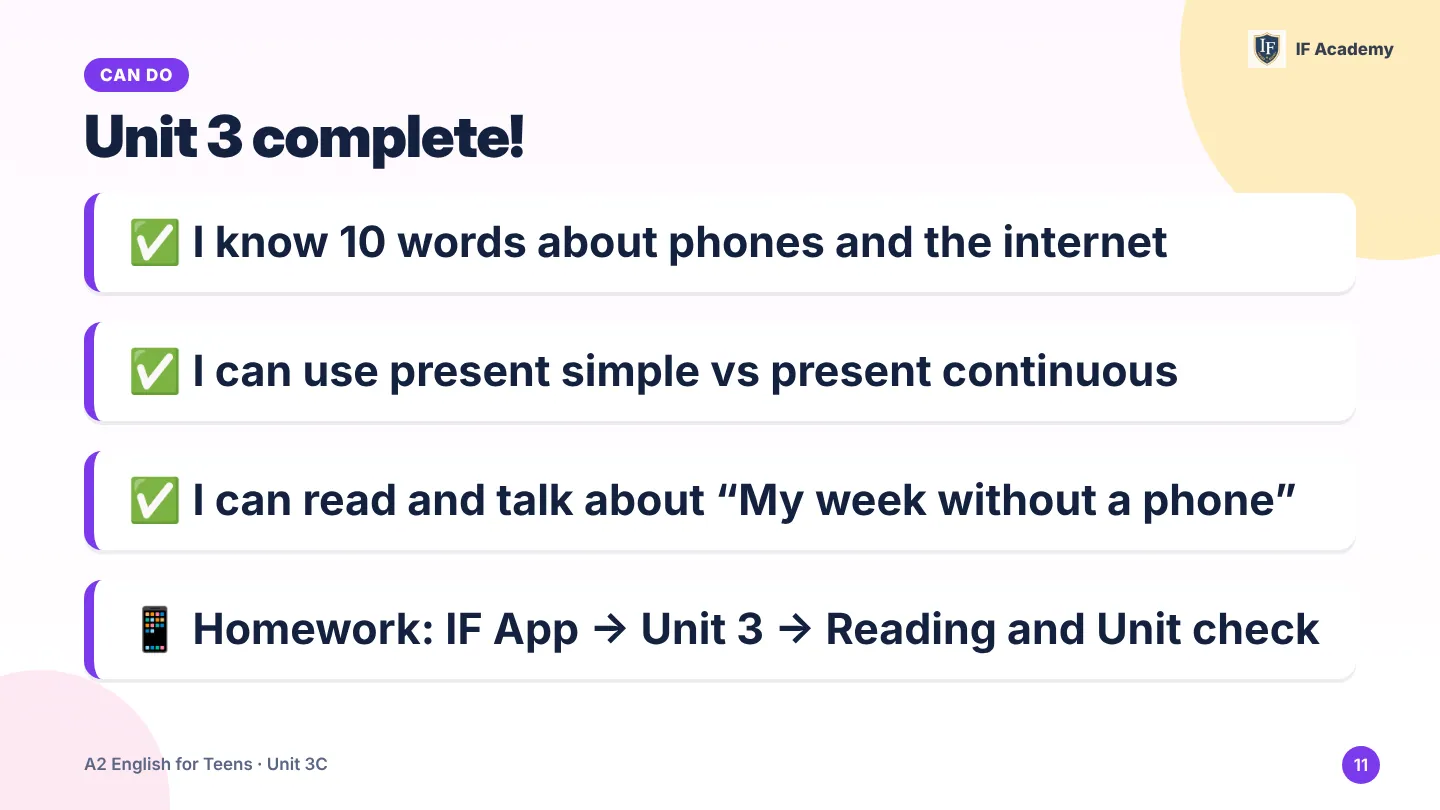 IF
IF Academy
CAN DO
Unit 3 complete!
✅ I know 10 words about phones and the internet
✅ I can use present simple vs present continuous
✅ I can read and talk about “My week without a phone”
📱 Homework: IF App → Unit 3 → Reading and Unit check
A2 English for Teens · Unit 3C
11